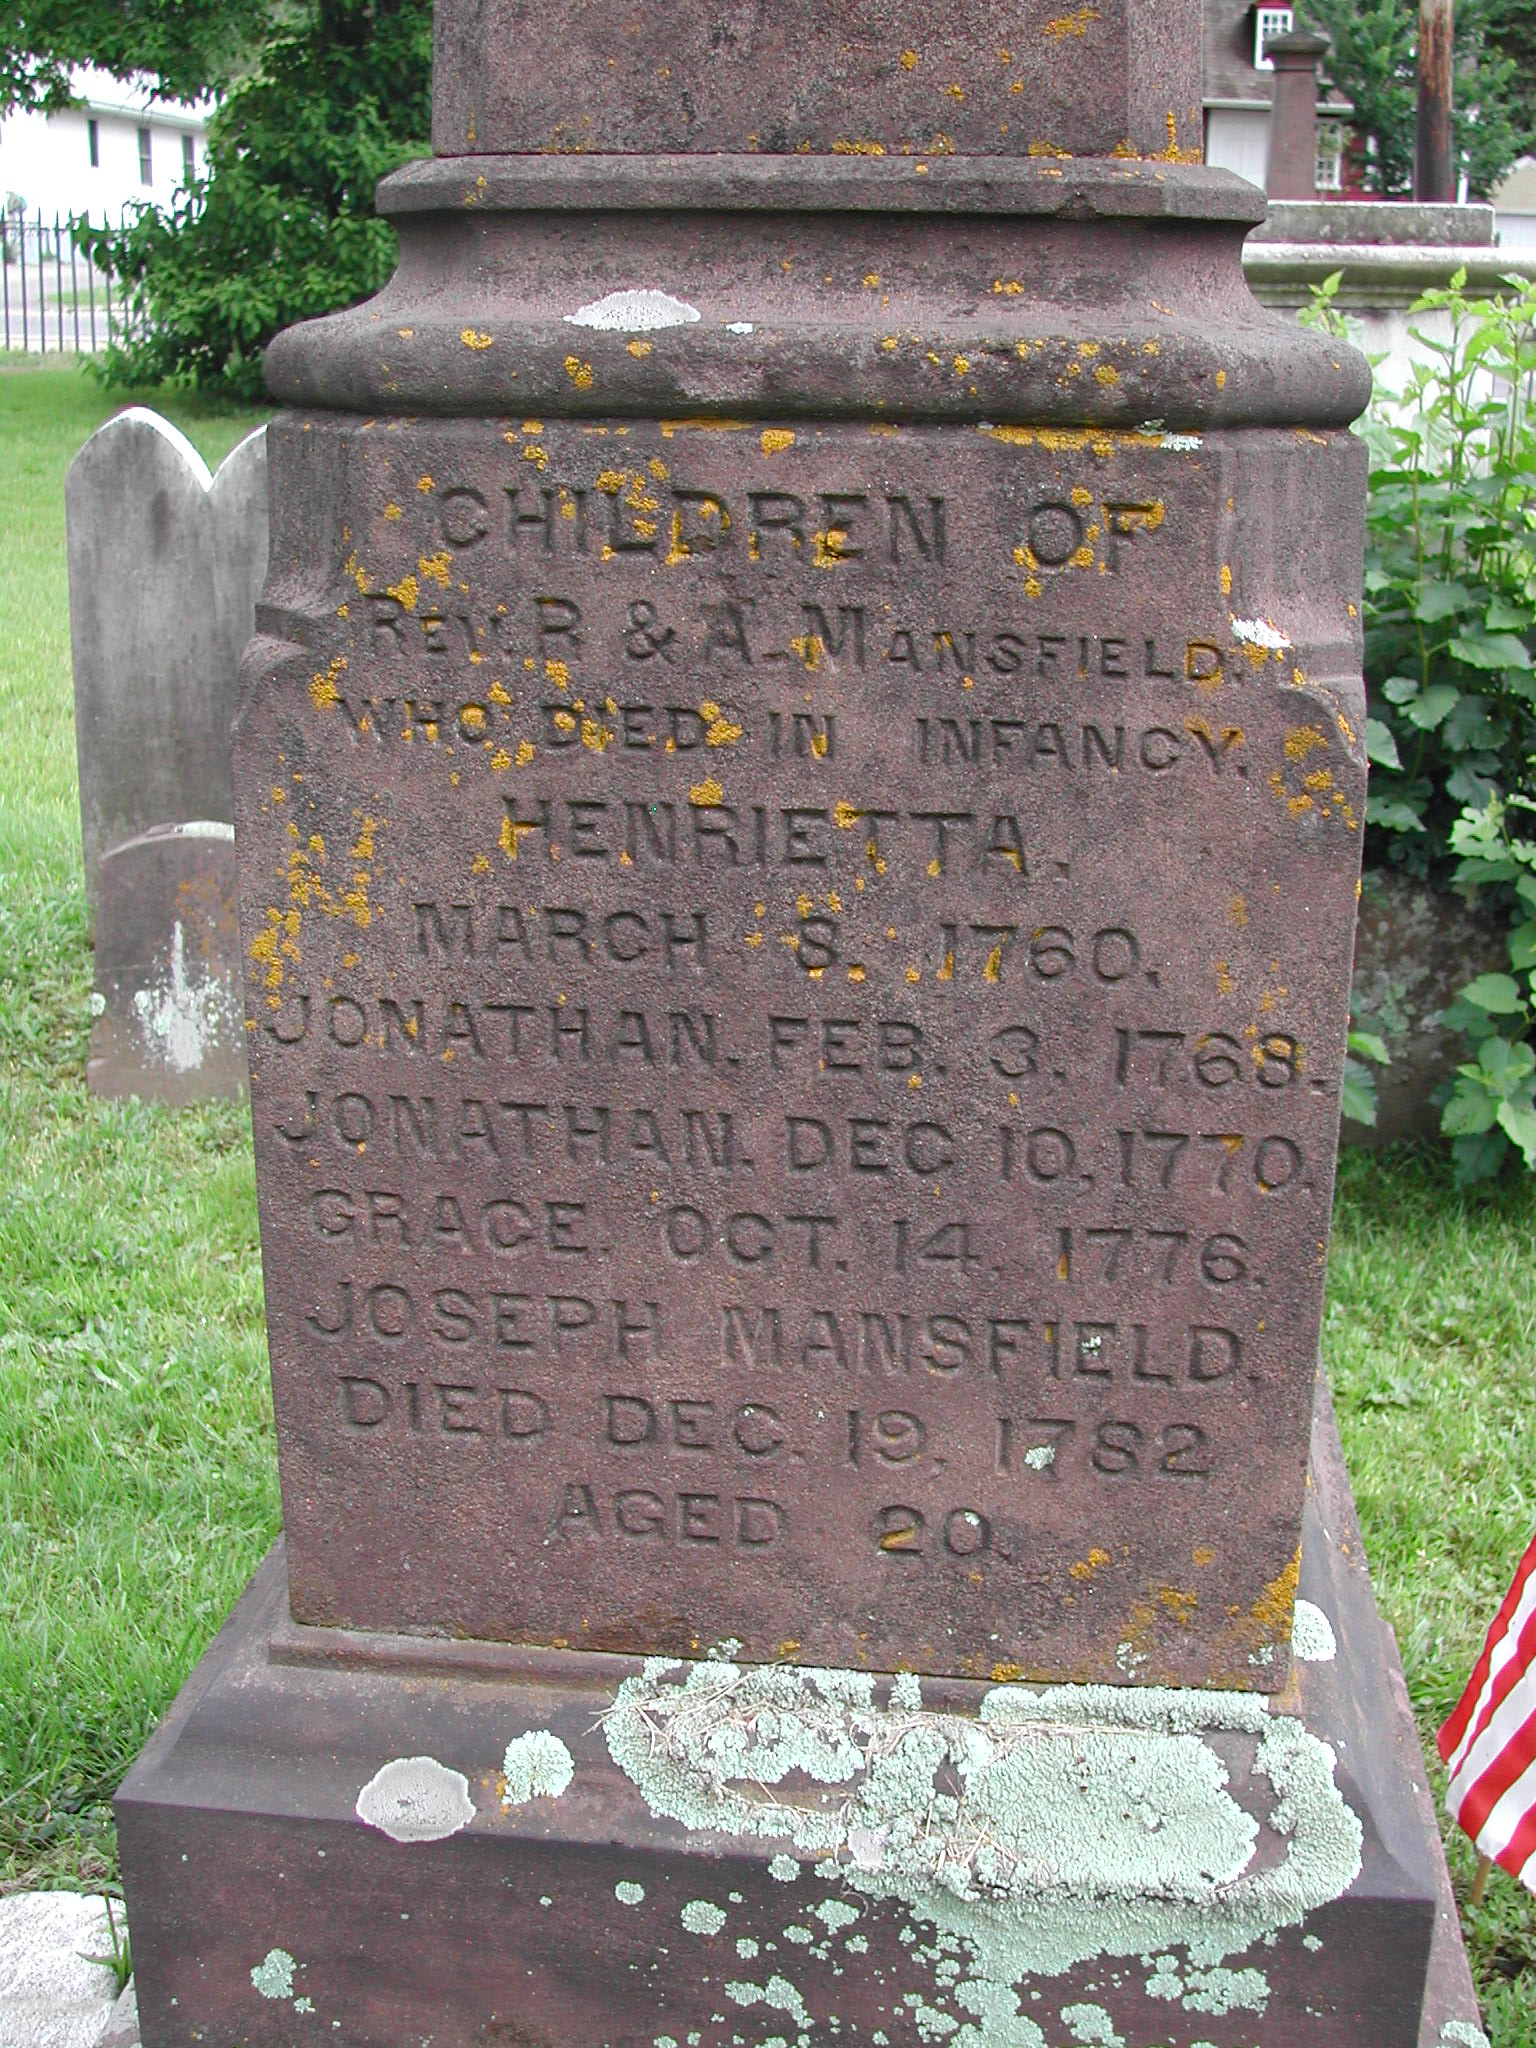 CHILDREN OF
REV. R & A. MANSFIELD.
WHO DIED IN INFANCY.
HENRIETTA.
MARCH 8. 1760.
JONATHAN. FEB. 3. 1768.
JONATHAN. DEC 10, 1770.
GRACE. OCT. 14. 1776.
JOSEPH MANSFIELD.
DIED DEC. 19, 1782
AGED 20.